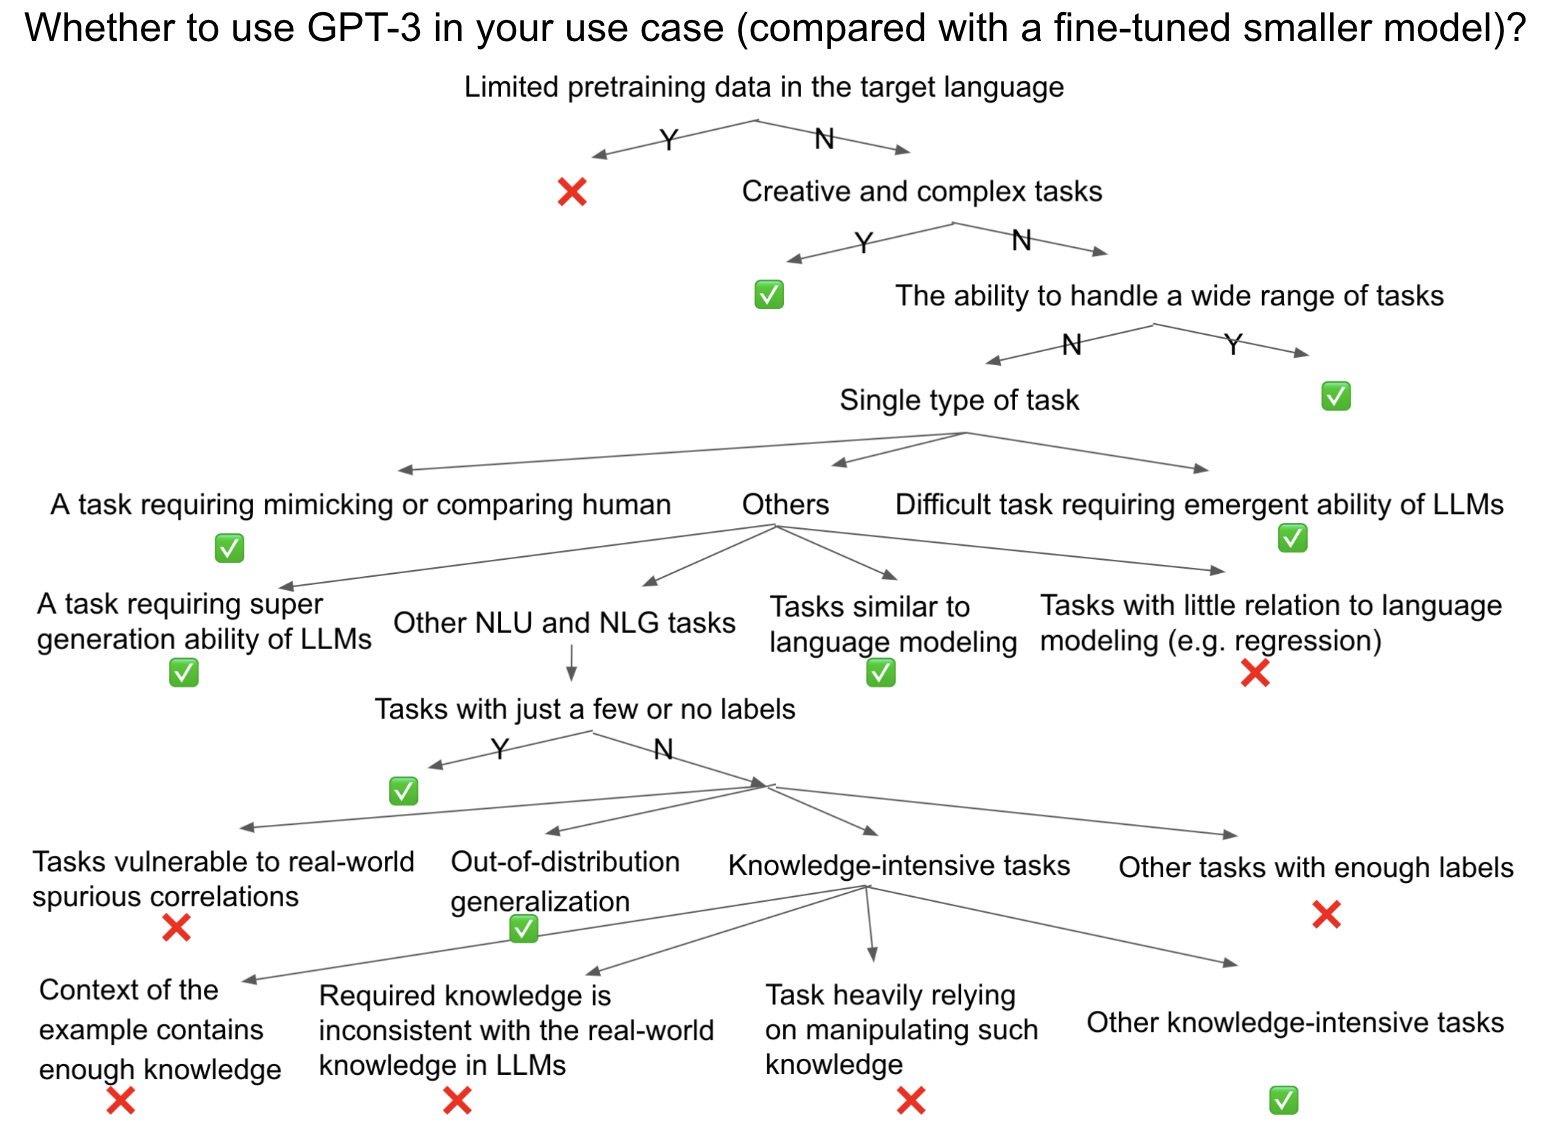 Whether to use GPT-3 in your use case (compared with a fine-tuned smaller model)?
Limited pretraining data in the target language
Y
N
Creative and complex tasks
Y
N
The ability to handle a wide range of tasks
N
Y
Single type of task
A task requiring mimicking or comparing human
Others
Difficult task requiring emergent ability of LLMs
A task requiring super
generation ability of LLMs
Other NLU and NLG tasks
Tasks similar to
language modeling
Tasks with little relation to language
modeling (e.g. regression)
Tasks with just a few or no labels
Y
N
Tasks vulnerable to real-world
spurious correlations
Out-of-distribution
generalization
Knowledge-intensive tasks
Other tasks with enough labels
Context of the
example contains
enough knowledge
Required knowledge is
inconsistent with the real-world
knowledge in LLMs
Task heavily relying
on manipulating such
knowledge
Other knowledge-intensive tasks